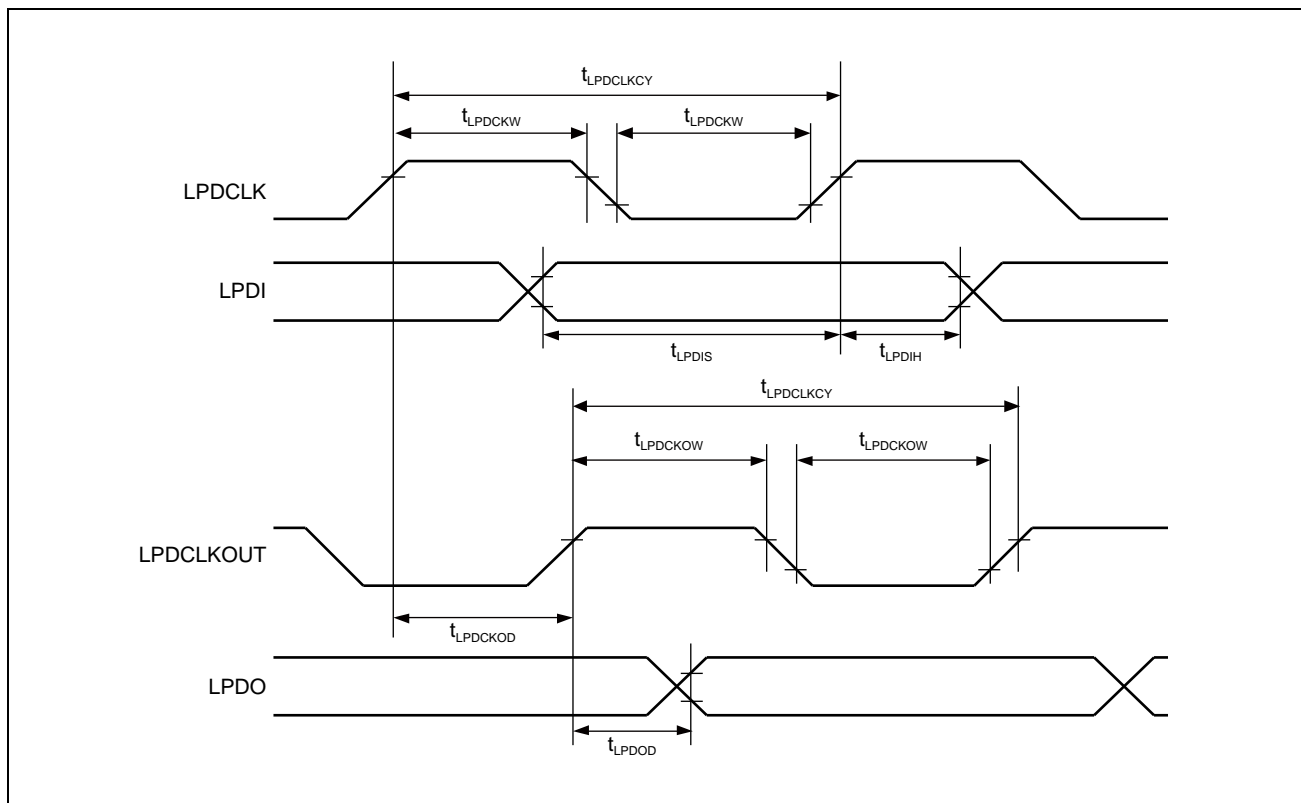 tLPDCLKCY
tLPDCKW tLPDCKW
LPDCLK
LPDI
tLPDIS tLPDIH
tLPDCLKCY
tLPDCKOW tLPDCKOW
LPDCLKOUT
tLPDCKOD
LPDO
tLPDOD